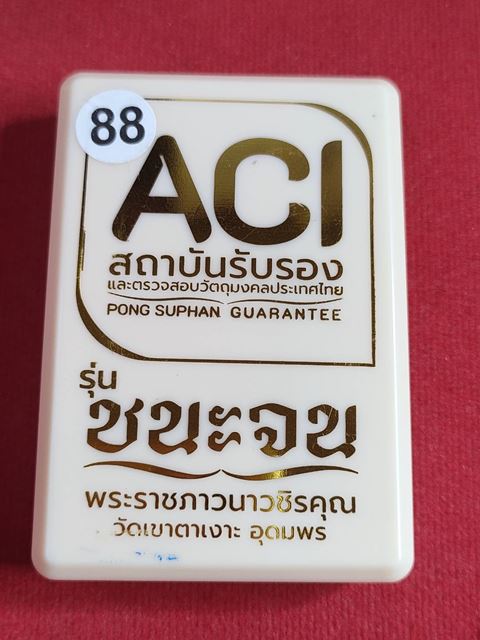 88
ACI
สถาบันรับรอง
และตรวจสอบวัตถุมงคลประเทศไทย
PONG SUPHAN GUARANTEE
รุ่น
ชนะจน
พระราชภาวนาวชิรคุณ
วัดเขาตาเงาะ อุดมพร